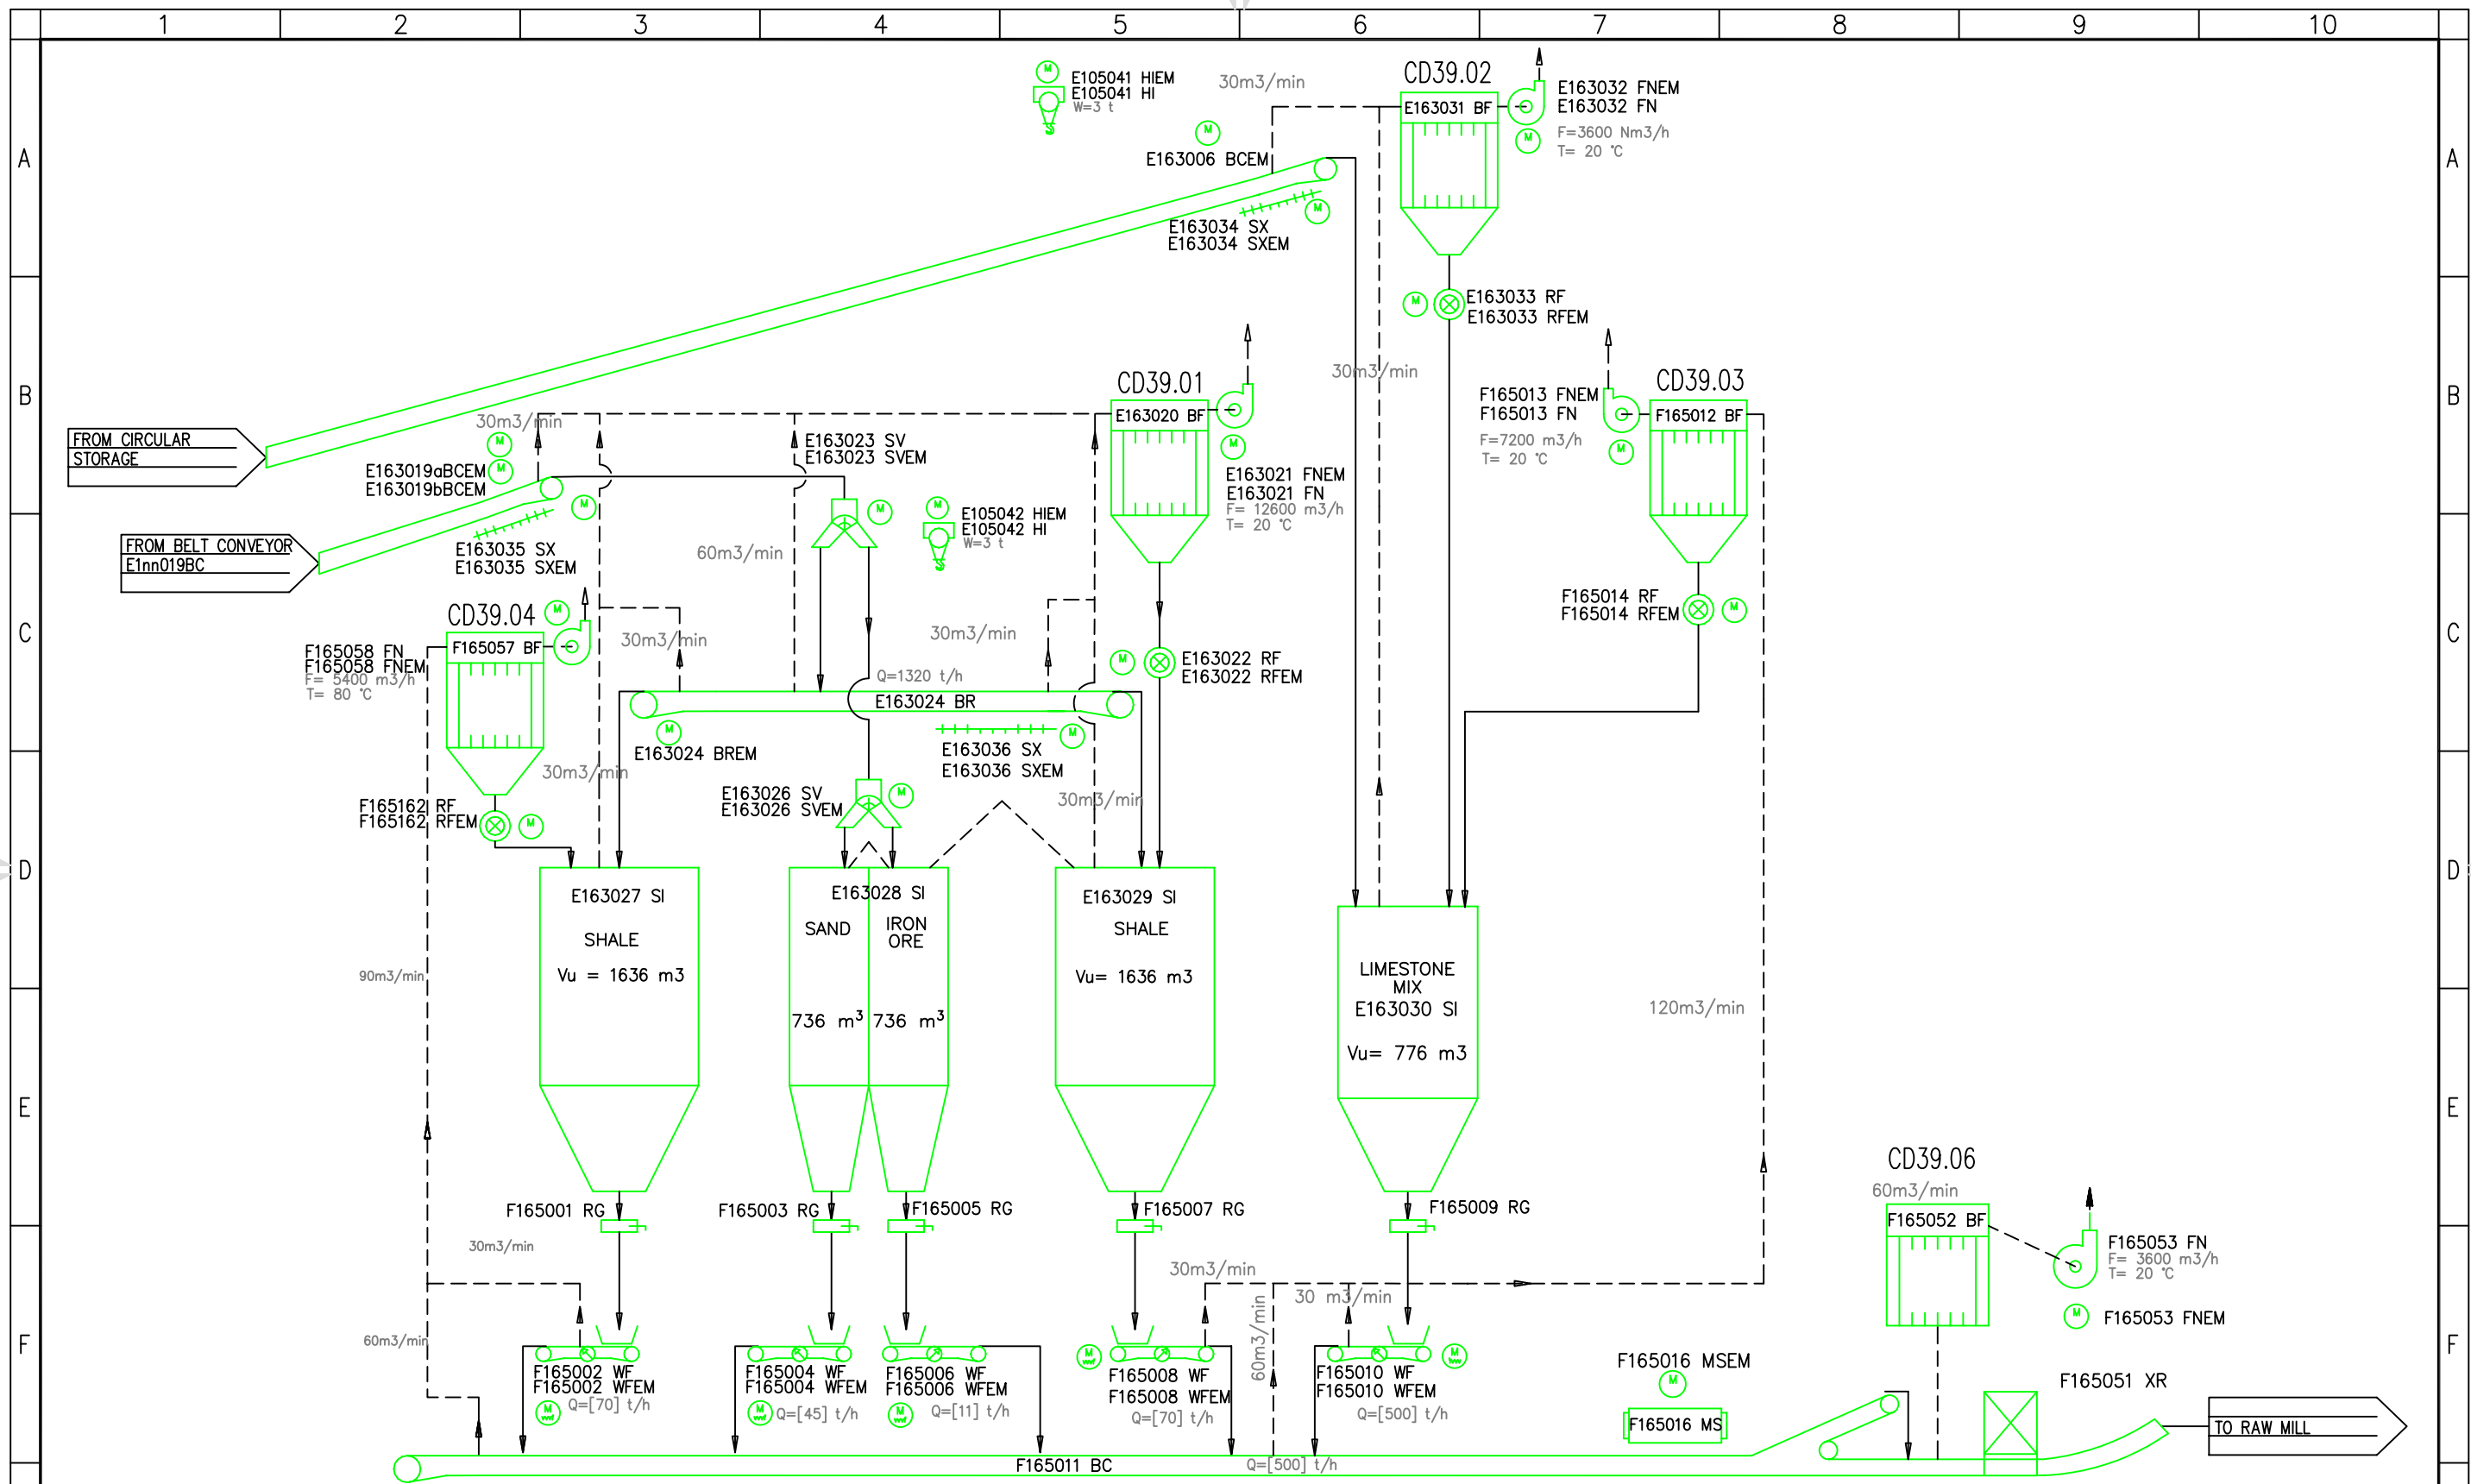 1 2 3 4 5 6 7 8 9 10
A
A
B
B
C
C
D
D
E
E
F
F
M
E105041 HIEM
E105041 HI
W=3 t
30m3/min
CD39.02
E163031 BF
E163032 FNEM
E163032 FN
F=3600 Nm3/h
T= 20 °C
M
M
E163006 BCEM
E163034 SX
E163034 SXEM
M
M
E163033 RF
E163033 RFEM
30m3/min
CD39.01
E163020 BF
M
E163021 FNEM
E163021 FN
F= 12600 m3/h
T= 20 °C
F165013 FNEM
F165013 FN
F=7200 m3/h
T= 20 °C
M
CD39.03
F165012 BF
FROM CIRCULAR
STORAGE
30m3/min
M
M
E163019aBCEM
E163019bBCEM
M
E163035 SX
E163035 SXEM
FROM BELT CONVEYOR
E1nn019BC
E163023 SV
E163023 SVEM
M
M
E105042 HIEM
E105042 HI
W=3 t
60m3/min
CD39.04
M
F165057 BF
F165058 FN
F165058 FNEM
F= 5400 m3/h
T= 80 °C
30m3/min
30m3/min
M
E163022 RF
E163022 RFEM
F165014 RF
F165014 RFEM
M
Q=1320 t/h
E163024 BR
M
E163024 BREM
E163036 SX
E163036 SXEM
M
30m3/min
30m3/min
E163026 SV
E163026 SVEM
M
F165162 RF
F165162 RFEM
M
E163027 SI
SHALE
Vu = 1636 m3
E163028 SI
SAND
IRON
ORE
736 m³
736 m³
E163029 SI
SHALE
Vu= 1636 m3
LIMESTONE
MIX
E163030 SI
Vu= 776 m3
90m3/min
120m3/min
CD39.06
60m3/min
F165052 BF
F165053 FN
F= 3600 m3/h
T= 20 °C
M
F165053 FNEM
F165001 RG
F165003 RG
F165005 RG
F165007 RG
F165009 RG
30m3/min
30m3/min
30 m3/min
60m3/min
60m3/min
F165002 WF
F165002 WFEM
M
Q=[70] t/h
F165004 WF
F165004 WFEM
M
Q=[45] t/h
F165006 WF
F165006 WFEM
M
Q=[11] t/h
M
F165008 WF
F165008 WFEM
Q=[70] t/h
M
F165010 WF
F165010 WFEM
Q=[500] t/h
F165016 MSEM
M
F165016 MS
F165051 XR
TO RAW MILL
F165011 BC
Q=[500] t/h